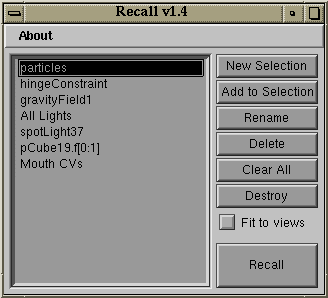 Recall v1.4
About
particles
hingeConstraint
gravityField1
All Lights
spotLight37
pCube19.f[0:1]
Mouth CVs
New Selection
Add to Selection
Rename
Delete
Clear All
Destroy
Fit to views
Recall